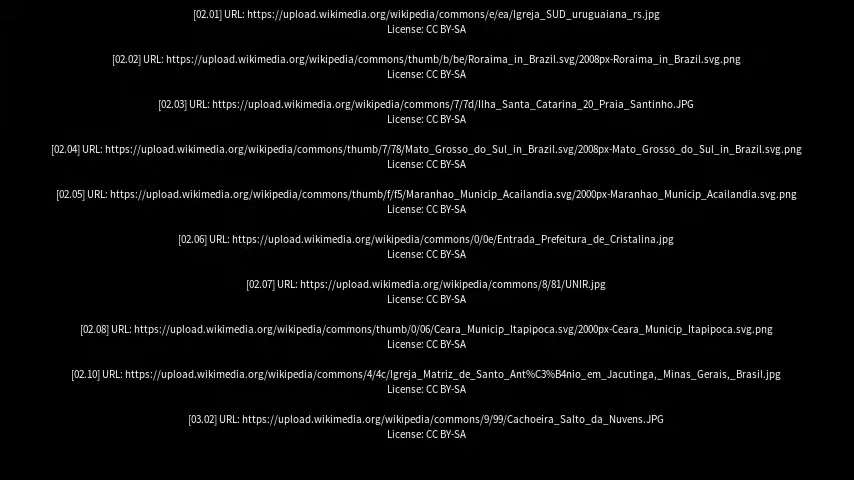 [02.01] URL: https://upload.wikimedia.org/wikipedia/commons/e/ea/Igreja_SUD_uruguaiana_rs.jpg
License: CC BY-SA
[02.02] URL: https://upload.wikimedia.org/wikipedia/commons/thumb/b/be/Roraima_in_Brazil.svg/2008px-Roraima_in_Brazil.svg.png
License: CC BY-SA
[02.03] URL: https://upload.wikimedia.org/wikipedia/commons/7/7d/Ilha_Santa_Catarina_20_Praia_Santinho.JPG
License: CC BY-SA
[02.04] URL: https://upload.wikimedia.org/wikipedia/commons/thumb/7/78/Mato_Grosso_do_Sul_in_Brazil.svg/2008px-Mato_Grosso_do_Sul_in_Brazil.svg.png
License: CC BY-SA
[02.05] URL: https://upload.wikimedia.org/wikipedia/commons/thumb/f/f5/Maranhao_Municip_Acailandia.svg/2000px-Maranhao_Municip_Acailandia.svg.png
License: CC BY-SA
[02.06] URL: https://upload.wikimedia.org/wikipedia/commons/0/0e/Entrada_Prefeitura_de_Cristalina.jpg
License: CC BY-SA
[02.07] URL: https://upload.wikimedia.org/wikipedia/commons/8/81/UNIR.jpg
License: CC BY-SA
[02.08] URL: https://upload.wikimedia.org/wikipedia/commons/thumb/0/06/Ceara_Municip_Itapipoca.svg/2000px-Ceara_Municip_Itapipoca.svg.png
License: CC BY-SA
[02.10] URL: https://upload.wikimedia.org/wikipedia/commons/4/4c/Igreja_Matriz_de_Santo_Ant%C3%B4nio_em_Jacutinga,_Minas_Gerais,_Brasil.jpg
License: CC BY-SA
[03.02] URL: https://upload.wikimedia.org/wikipedia/commons/9/99/Cachoeira_Salto_da_Nuvens.JPG
License: CC BY-SA